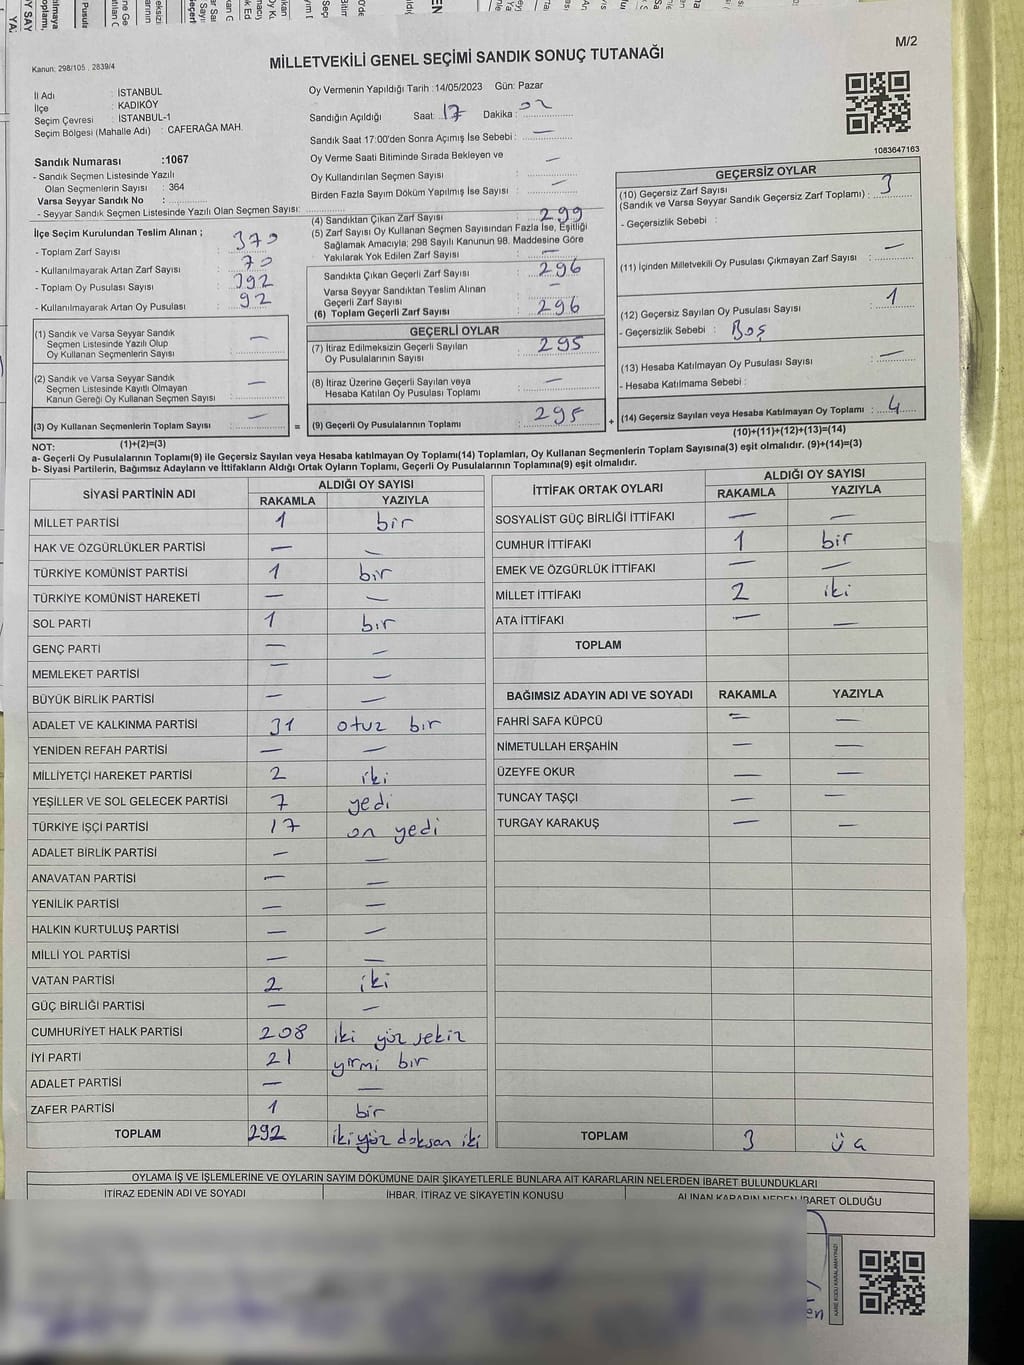 M/2
MİLLETVEKİLİ GENEL SEÇİMİ SANDIK SONUÇ TUTANAĞI
Kanun: 298/105 , 2839/4
İl Adı : İSTANBUL
İlçe : KADIKÖY
Seçim Çevresi : İSTANBUL-1
Seçim Bölgesi (Mahalle Adı) : CAFERAĞA MAH.
Oy Vermenin Yapıldığı Tarih : 14/05/2023 Gün: Pazar
Sandığın Açıldığı Saat: 17 Dakika : 02
Sandık Saat 17:00'den Sonra Açımış İse Sebebi : —
Oy Verme Saati Bitiminde Sırada Bekleyen ve
Oy Kullandırılan Seçmen Sayısı : —
Birden Fazla Sayım Döküm Yapılmış İse Sayısı : —
1083647163
Sandık Numarası :1067
- Sandık Seçmen Listesinde Yazılı
Olan Seçmenlerin Sayısı : 364
Varsa Seyyar Sandık No :
- Seyyar Sandık Seçmen Listesinde Yazılı Olan Seçmen Sayısı:
İlçe Seçim Kurulundan Teslim Alınan ;
- Toplam Zarf Sayısı : 370
- Kullanılmayarak Artan Zarf Sayısı : 70
- Toplam Oy Pusulası Sayısı : 392
- Kullanılmayarak Artan Oy Pusulası : 92
(1) Sandık ve Varsa Seyyar Sandık
Seçmen Listesinde Yazılı Olup
Oy Kullanan Seçmenlerin Sayısı : —
(2) Sandık ve Varsa Seyyar Sandık
Seçmen Listesinde Kayıtlı Olmayan
Kanun Gereği Oy Kullanan Seçmen Sayısı : —
(3) Oy Kullanan Seçmenlerin Toplam Sayısı : —
(1)+(2)=(3)
(4) Sandıktan Çıkan Zarf Sayısı : 299
(5) Zarf Sayısı Oy Kullanan Seçmen Sayısından Fazla İse, Eşitliği
Sağlamak Amacıyla; 298 Sayılı Kanunun 98. Maddesine Göre
Yakılarak Yok Edilen Zarf Sayısı : —
Sandıkta Çıkan Geçerli Zarf Sayısı : 296
Varsa Seyyar Sandıktan Teslim Alınan
Geçerli Zarf Sayısı : —
(6) Toplam Geçerli Zarf Sayısı : 296
GEÇERLİ OYLAR
(7) İtiraz Edilmeksizin Geçerli Sayılan
Oy Pusulalarının Sayısı : 295
(8) İtiraz Üzerine Geçerli Sayılan veya
Hesaba Katılan Oy Pusulası Toplamı : —
= (9) Geçerli Oy Pusulalarının Toplamı : 295 +
GEÇERSİZ OYLAR
(10) Geçersiz Zarf Sayısı
(Sandık ve Varsa Seyyar Sandık Geçersiz Zarf Toplamı) : 3
-Geçersizlik Sebebi :
(11) İçinden Milletvekili Oy Pusulası Çıkmayan Zarf Sayısı : —
(12) Geçersiz Sayılan Oy Pusulası Sayısı : 1
- Geçersizlik Sebebi : Boş
(13) Hesaba Katılmayan Oy Pusulası Sayısı : —
- Hesaba Katılmama Sebebi :
(14) Geçersiz Sayılan veya Hesaba Katılmayan Oy Toplamı : 4
(10)+(11)+(12)+(13)=(14)
NOT:
a- Geçerli Oy Pusulalarının Toplamı(9) ile Geçersiz Sayılan veya Hesaba katılmayan Oy Toplamı(14) Toplamları, Oy Kullanan Seçmenlerin Toplam Sayısına(3) eşit olmalıdır. (9)+(14)=(3)
b- Siyasi Partilerin, Bağımsız Adayların ve İttifakların Aldığı Ortak Oyların Toplamı, Geçerli Oy Pusulalarının Toplamına(9) eşit olmalıdır.
SİYASİ PARTİNİN ADI ALDIĞI OY SAYISI
RAKAMLA YAZIYLA
MİLLET PARTİSİ 1 bir
HAK VE ÖZGÜRLÜKLER PARTİSİ — —
TÜRKİYE KOMÜNİST PARTİSİ 1 bir
TÜRKİYE KOMÜNİST HAREKETİ — —
SOL PARTİ 1 bir
GENÇ PARTİ — —
MEMLEKET PARTİSİ — —
BÜYÜK BİRLİK PARTİSİ — —
ADALET VE KALKINMA PARTİSİ 31 otuz bir
YENİDEN REFAH PARTİSİ — —
MİLLİYETÇİ HAREKET PARTİSİ 2 iki
YEŞİLLER VE SOL GELECEK PARTİSİ 7 yedi
TÜRKİYE İŞÇİ PARTİSİ 17 on yedi
ADALET BİRLİK PARTİSİ — —
ANAVATAN PARTİSİ — —
YENİLİK PARTİSİ — —
HALKIN KURTULUŞ PARTİSİ — —
MİLLİ YOL PARTİSİ — —
VATAN PARTİSİ 2 iki
GÜÇ BİRLİĞİ PARTİSİ — —
CUMHURİYET HALK PARTİSİ 208 iki yüz sekiz
İYİ PARTİ 21 yirmi bir
ADALET PARTİSİ — —
ZAFER PARTİSİ 1 bir
TOPLAM 292 iki yüz doksan iki
İTTİFAK ORTAK OYLARI ALDIĞI OY SAYISI
RAKAMLA YAZIYLA
SOSYALİST GÜÇ BİRLİĞİ İTTİFAKI — —
CUMHUR İTTİFAKI 1 bir
EMEK VE ÖZGÜRLÜK İTTİFAKI — —
MİLLET İTTİFAKI 2 iki
ATA İTTİFAKI — —
TOPLAM
BAĞIMSIZ ADAYIN ADI VE SOYADI RAKAMLA YAZIYLA
FAHRİ SAFA KÜPCÜ — —
NİMETULLAH ERŞAHİN — —
ÜZEYFE OKUR — —
TUNCAY TAŞÇI — —
TURGAY KARAKUŞ — —
TOPLAM 3 üç
OYLAMA İŞ VE İŞLEMLERİNE VE OYLARIN SAYIM DÖKÜMÜNE DAİR ŞİKAYETLERLE BUNLARA AİT KARARLARIN NELERDEN İBARET BULUNDUKLARI
İTİRAZ EDENİN ADI VE SOYADI İHBAR, İTİRAZ VE ŞİKAYETİN KONUSU ALINAN KARARIN NEDEN İBARET OLDUĞU
KARE KODU KARALAMAYINIZ!